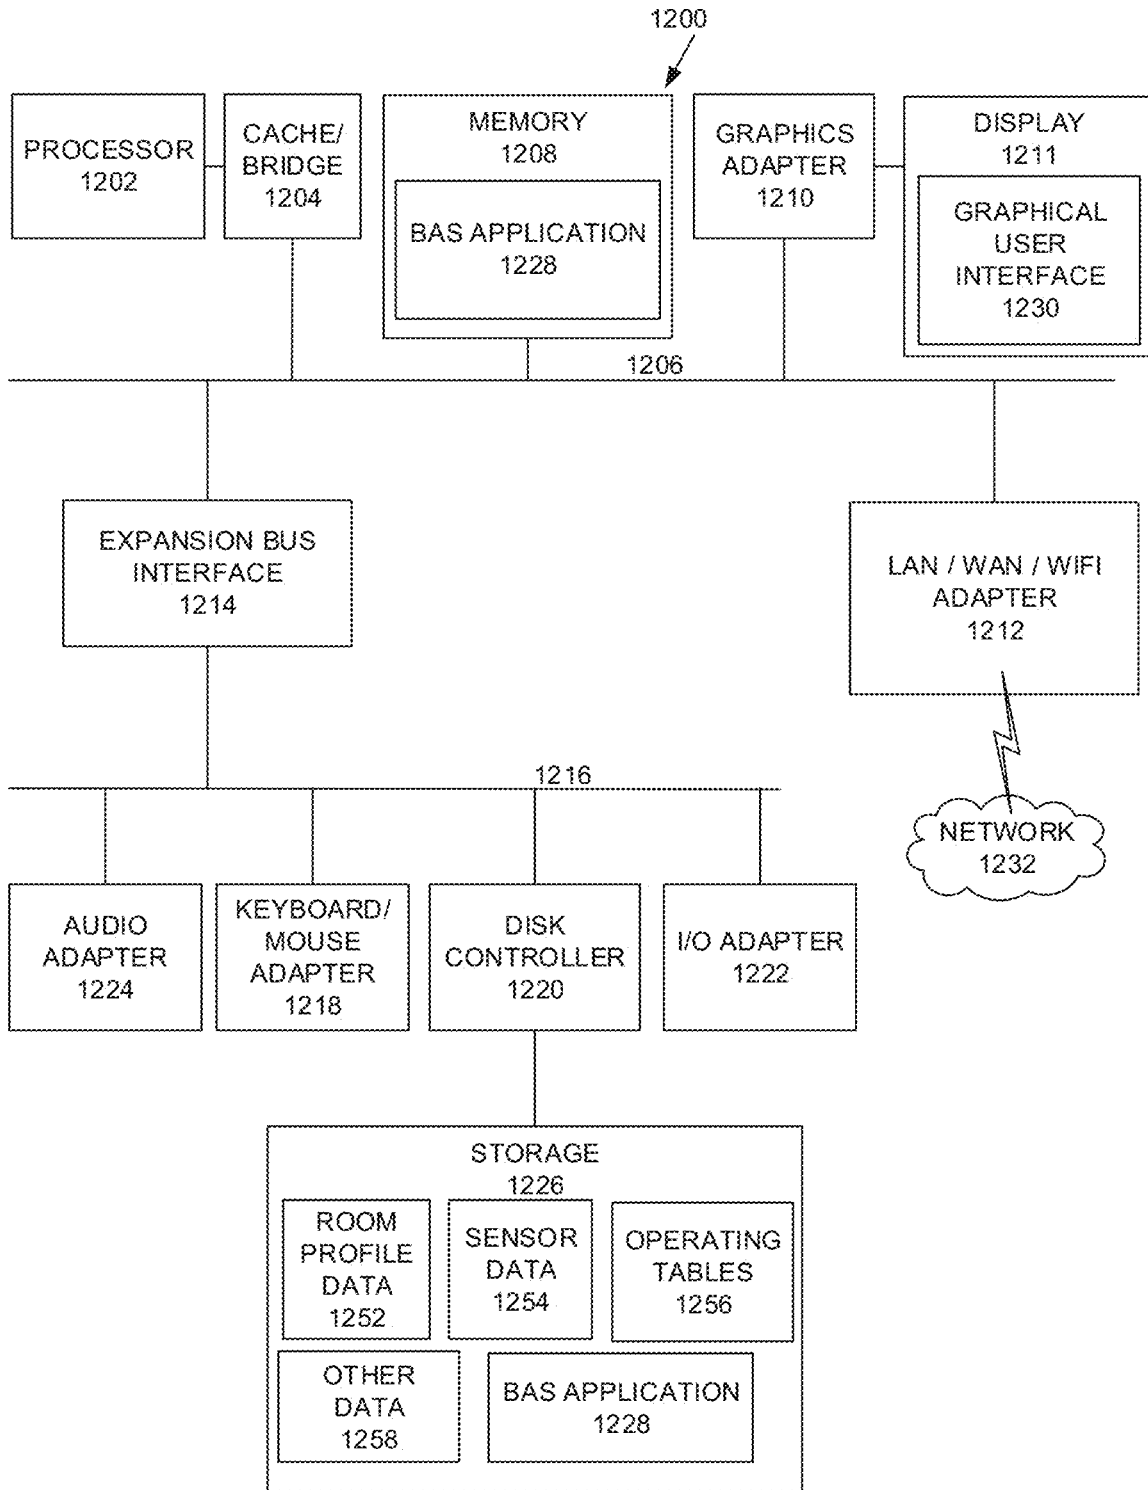 1200
PROCESSOR
1202
CACHE/
BRIDGE
1204
MEMORY
1208
BAS APPLICATION
1228
GRAPHICS
ADAPTER
1210
DISPLAY
1211
GRAPHICAL
USER
INTERFACE
1230
1206
EXPANSION BUS
INTERFACE
1214
LAN / WAN / WIFI
ADAPTER
1212
1216
NETWORK
1232
AUDIO
ADAPTER
1224
KEYBOARD/
MOUSE
ADAPTER
1218
DISK
CONTROLLER
1220
I/O ADAPTER
1222
STORAGE
1226
ROOM
PROFILE
DATA
1252
SENSOR
DATA
1254
OPERATING
TABLES
1256
OTHER
DATA
1258
BAS APPLICATION
1228